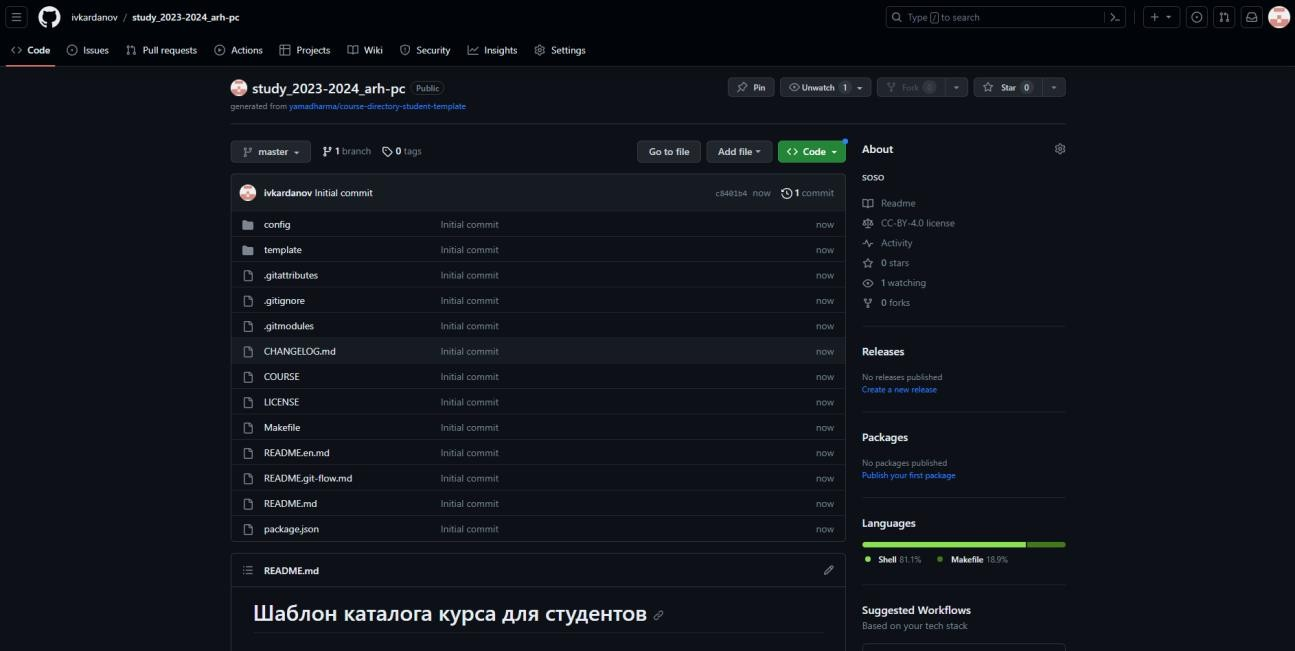 ivkardanov / study_2023-2024_arh-pc
Type / to search
Code Issues Pull requests Actions Projects Wiki Security Insights Settings
study_2023-2024_arh-pc Public
Pin Unwatch 1 Fork 0 Star 0
generated from yamadharma/course-directory-student-template
master 1 branch 0 tags
Go to file Add file Code
About
soso
ivkardanov Initial commit c8401b4 now 1 commit
config Initial commit now
template Initial commit now
.gitattributes Initial commit now
.gitignore Initial commit now
.gitmodules Initial commit now
CHANGELOG.md Initial commit now
COURSE Initial commit now
LICENSE Initial commit now
Makefile Initial commit now
README.en.md Initial commit now
README.git-flow.md Initial commit now
README.md Initial commit now
package.json Initial commit now
Readme
CC-BY-4.0 license
Activity
0 stars
1 watching
0 forks
Releases
No releases published
Create a new release
Packages
No packages published
Publish your first package
Languages
Shell 81.1% Makefile 18.9%
Suggested Workflows
Based on your tech stack
README.md
Шаблон каталога курса для студентов